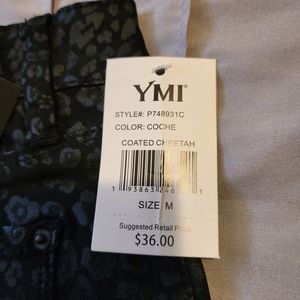 YMI
STYLE#: P748931C
COLOR: COCHE
COATED CHEETAH
SIZE: M
Suggested Retail Price
$36.00